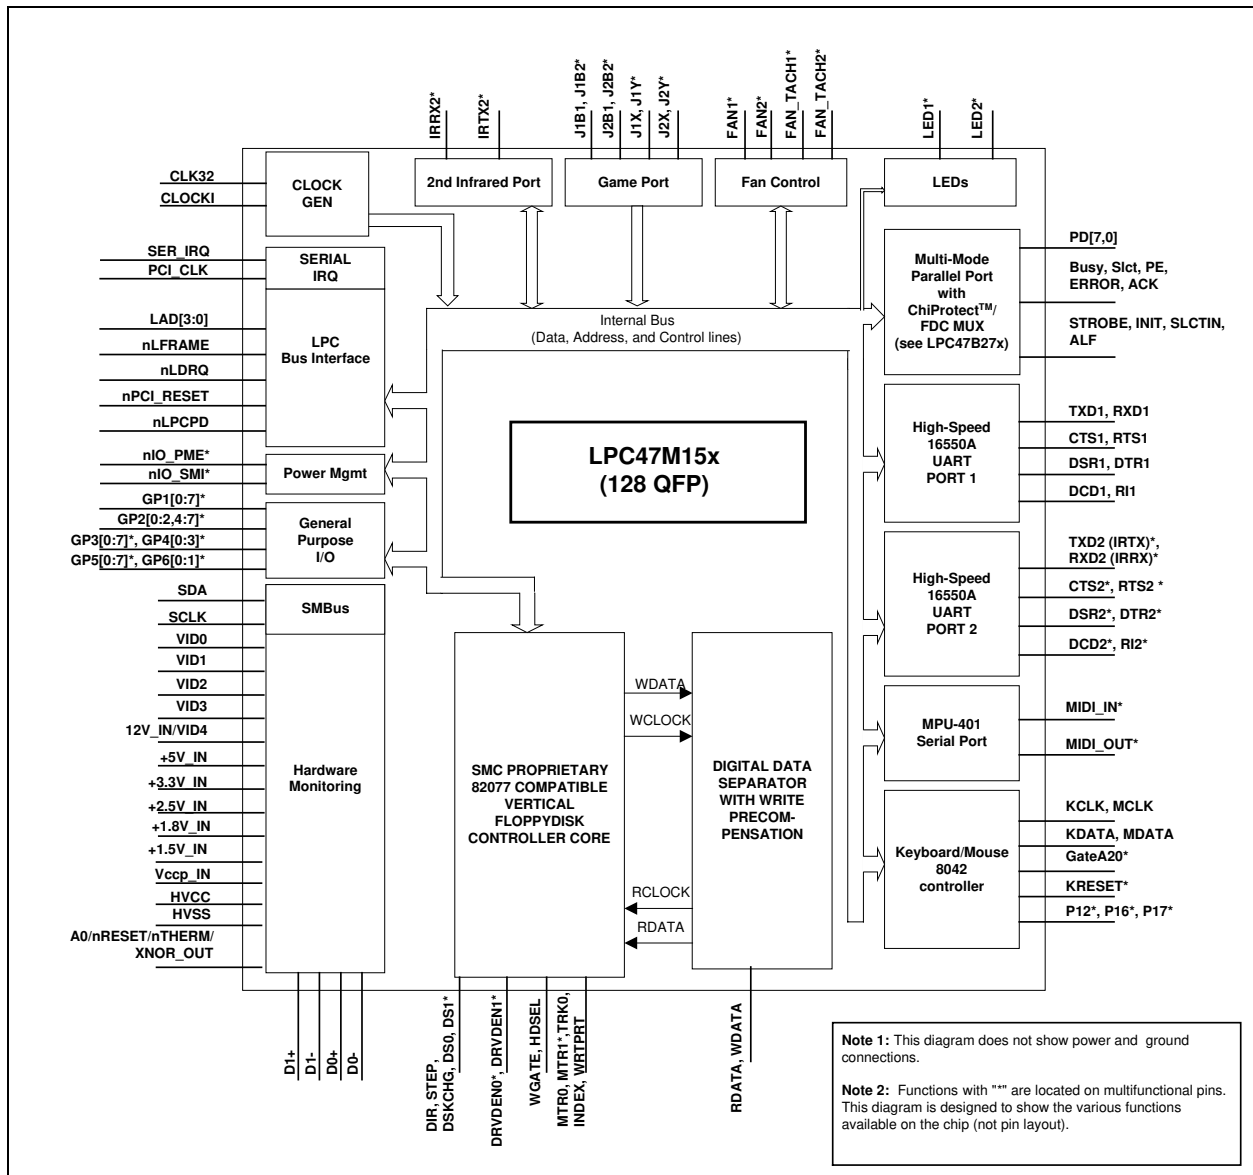 IRRX2*
IRTX2*
J1B1, J1B2*
J2B1, J2B2*
J1X, J1Y*
J2X, J2Y*
FAN1*
FAN2*
FAN_TACH1*
FAN_TACH2*
LED1*
LED2*
CLK32
CLOCKI
CLOCK
GEN
2nd Infrared Port
Game Port
Fan Control
LEDs
SER_IRQ
PCI_CLK
SERIAL
IRQ
LAD[3:0]
nLFRAME
nLDRQ
nPCI_RESET
nLPCPD
LPC
Bus Interface
nIO_PME*
nIO_SMI*
Power Mgmt
GP1[0:7]*
GP2[0:2,4:7]*
GP3[0:7]*, GP4[0:3]*
GP5[0:7]*, GP6[0:1]*
General
Purpose
I/O
SDA
SCLK
SMBus
VID0
VID1
VID2
VID3
12V_IN/VID4
+5V_IN
+3.3V_IN
+2.5V_IN
+1.8V_IN
+1.5V_IN
Vccp_IN
HVCC
HVSS
A0/nRESET/nTHERM/
XNOR_OUT
Hardware
Monitoring
D1+
D1-
D0+
D0-
Internal Bus
(Data, Address, and Control lines)
LPC47M15x
(128 QFP)
SMC PROPRIETARY
82077 COMPATIBLE
VERTICAL
FLOPPYDISK
CONTROLLER CORE
WDATA
WCLOCK
RCLOCK
RDATA
DIGITAL DATA
SEPARATOR
WITH WRITE
PRECOM-
PENSATION
DIR, STEP,
DSKCHG, DS0, DS1*
DRVDEN0*, DRVDEN1*
WGATE, HDSEL
MTR0, MTR1*,TRK0,
INDEX, WRTPRT
RDATA, WDATA
Multi-Mode
Parallel Port
with
ChiProtect™/
FDC MUX
(see LPC47B27x)
PD[7,0]
Busy, Slct, PE,
ERROR, ACK
STROBE, INIT, SLCTIN,
ALF
High-Speed
16550A
UART
PORT 1
TXD1, RXD1
CTS1, RTS1
DSR1, DTR1
DCD1, RI1
High-Speed
16550A
UART
PORT 2
TXD2 (IRTX)*,
RXD2 (IRRX)*
CTS2*, RTS2 *
DSR2*, DTR2*
DCD2*, RI2*
MPU-401
Serial Port
MIDI_IN*
MIDI_OUT*
Keyboard/Mouse
8042
controller
KCLK, MCLK
KDATA, MDATA
GateA20*
KRESET*
P12*, P16*, P17*
Note 1: This diagram does not show power and ground
connections.
Note 2: Functions with "*" are located on multifunctional pins.
This diagram is designed to show the various functions
available on the chip (not pin layout).